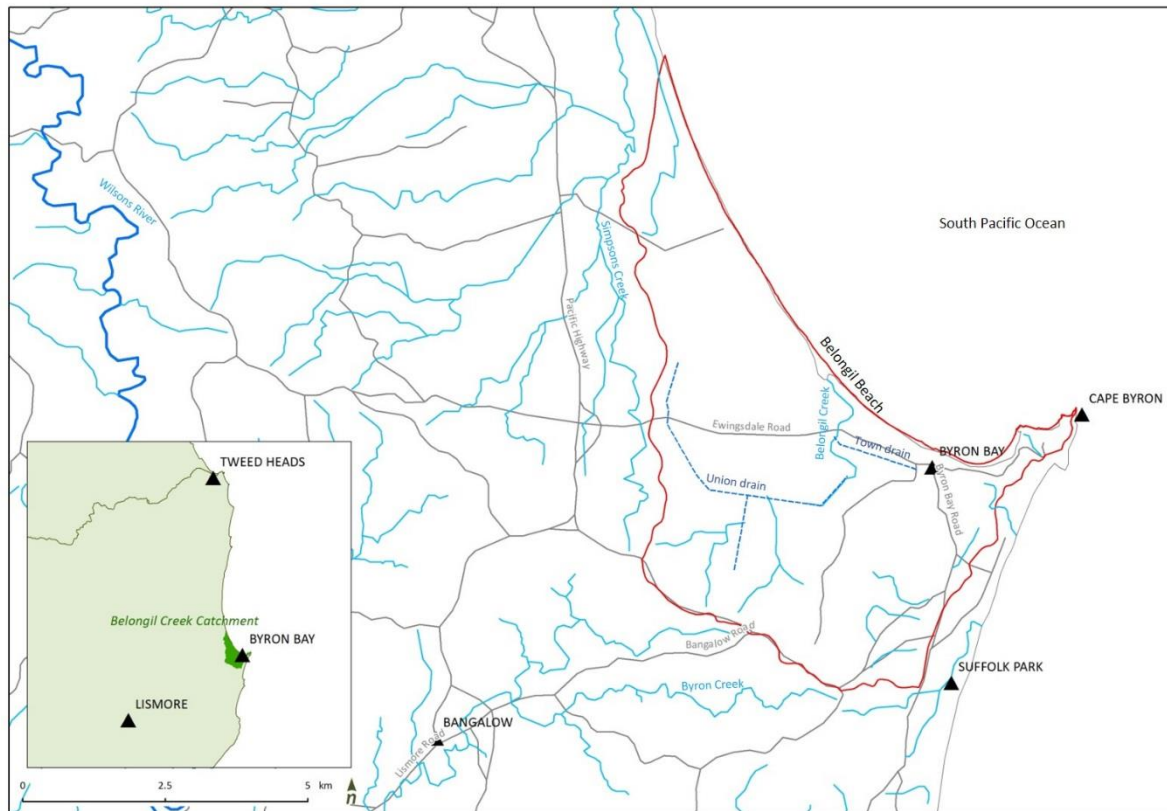 South Pacific Ocean
Wilsons River
Simpsons Creek
Pacific Highway
Belongil Beach
Belongil Creek
CAPE BYRON
Ewingsdale Road
Town drain
BYRON BAY
Byron Bay Road
Union drain
Bangalow Road
SUFFOLK PARK
Byron Creek
BANGALOW
Lismore Road
TWEED HEADS
Belongil Creek Catchment
BYRON BAY
LISMORE
0 2.5 5 km
n